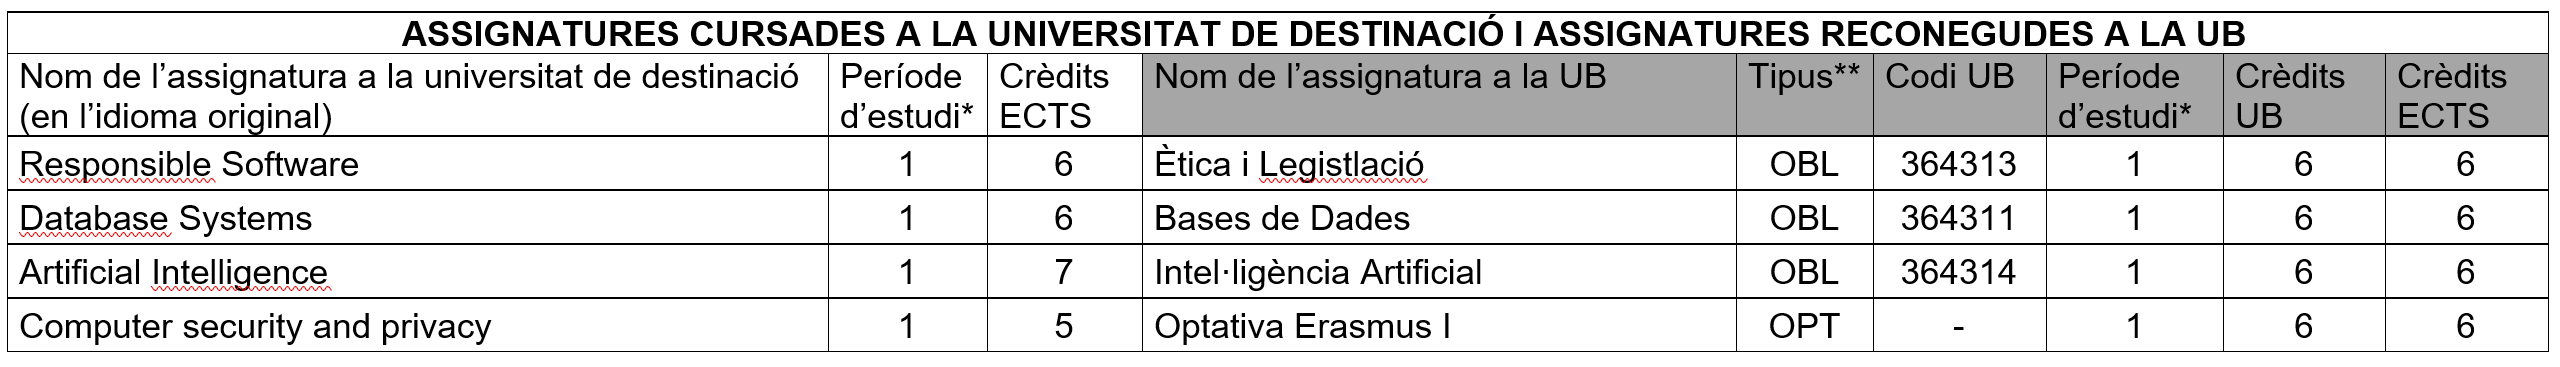 ASSIGNATURES CURSADES A LA UNIVERSITAT DE DESTINACIÓ I ASSIGNATURES RECONEGUDES A LA UB
Nom de l’assignatura a la universitat de destinació (en l’idioma original) Període d’estudi* Crèdits ECTS Nom de l’assignatura a la UB Tipus** Codi UB Període d’estudi* Crèdits UB Crèdits ECTS
Responsible Software 1 6 Ètica i Legistlació OBL 364313 1 6 6
Database Systems 1 6 Bases de Dades OBL 364311 1 6 6
Artificial Intelligence 1 7 Intel·ligència Artificial OBL 364314 1 6 6
Computer security and privacy 1 5 Optativa Erasmus I OPT - 1 6 6